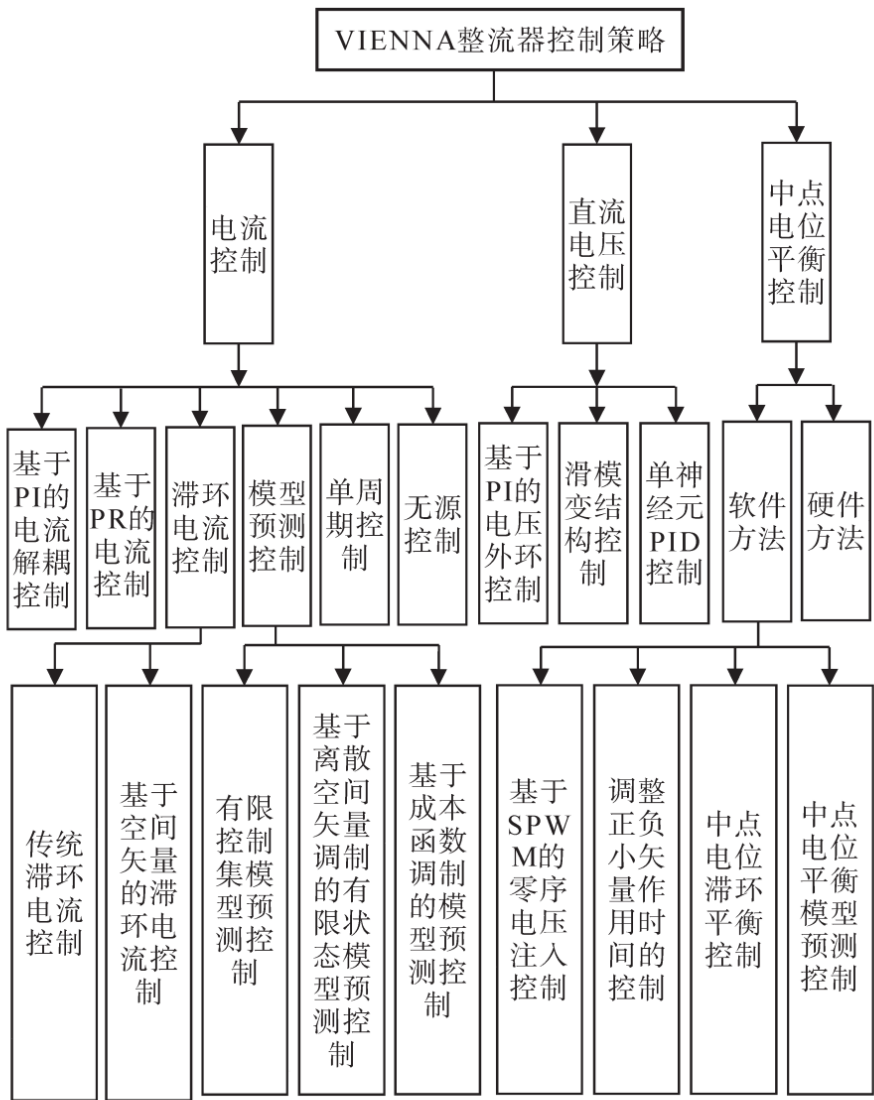 VIENNA整流器控制策略
电流
控制
直流
电压
控制
中点
电位
平衡
控制
基于
PI的
电流
解耦
控制
基于
PR的
电流
控制
滞环
电流
控制
模型
预测
控制
单周
期控
制
无源
控制
基于
PI的
电压
外环
控制
滑模
变结
构控
制
单神
经元
PID
控制
软件
方法
硬件
方法
传统
滞环
电流
控制
基于
空间
矢量
的滞
环电
流控
制
有限
控制
集模
型预
测控
制
基于
离散
空间
矢量
调制
的有
限状
态模
型预
测控
制
基于
成本
函数
调制
的模
型预
测控
制
基于
SPW
M的
零序
电压
注入
控制
调整
正负
小矢
量作
用时
间的
控制
中点
电位
滞环
平衡
控制
中点
电位
平衡
模型
预测
控制